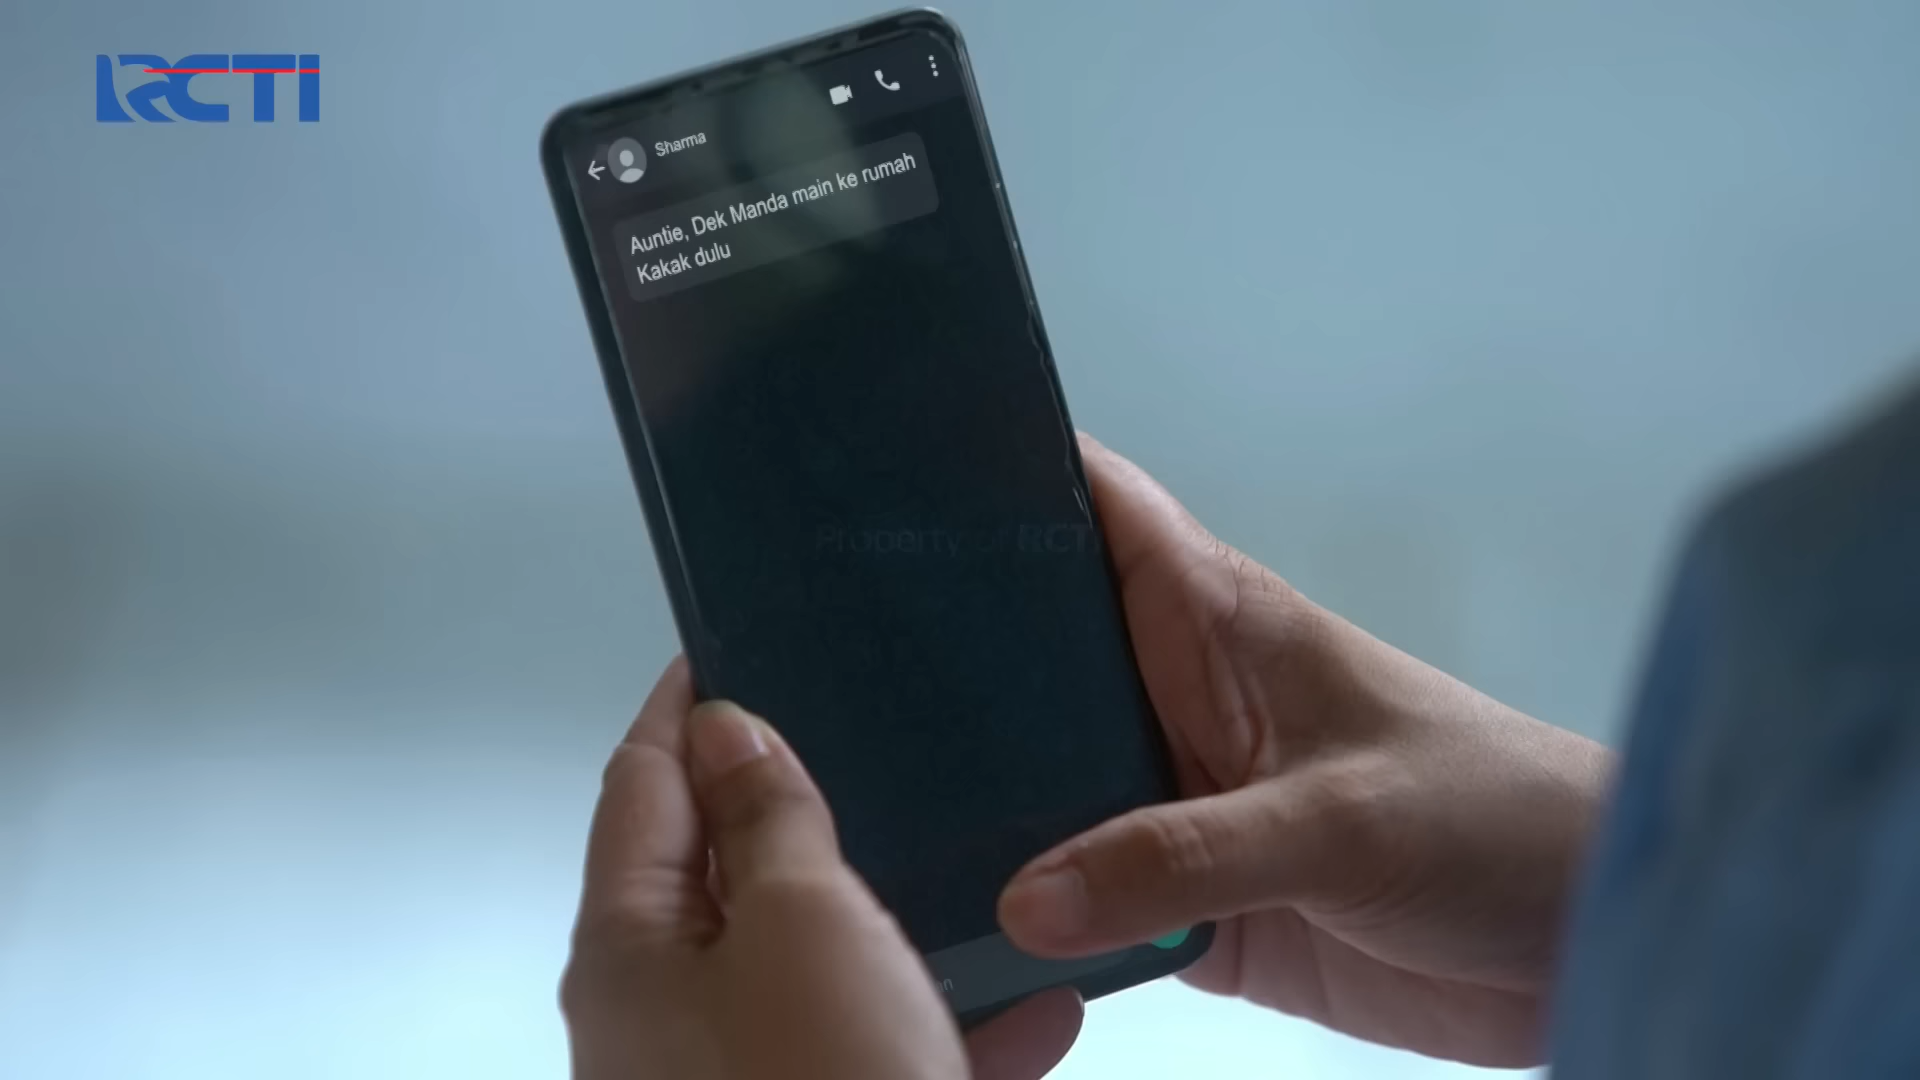 RCTI
Sharma
Auntie, Dek Manda main ke rumah
Kakak dulu
Property of RCTI